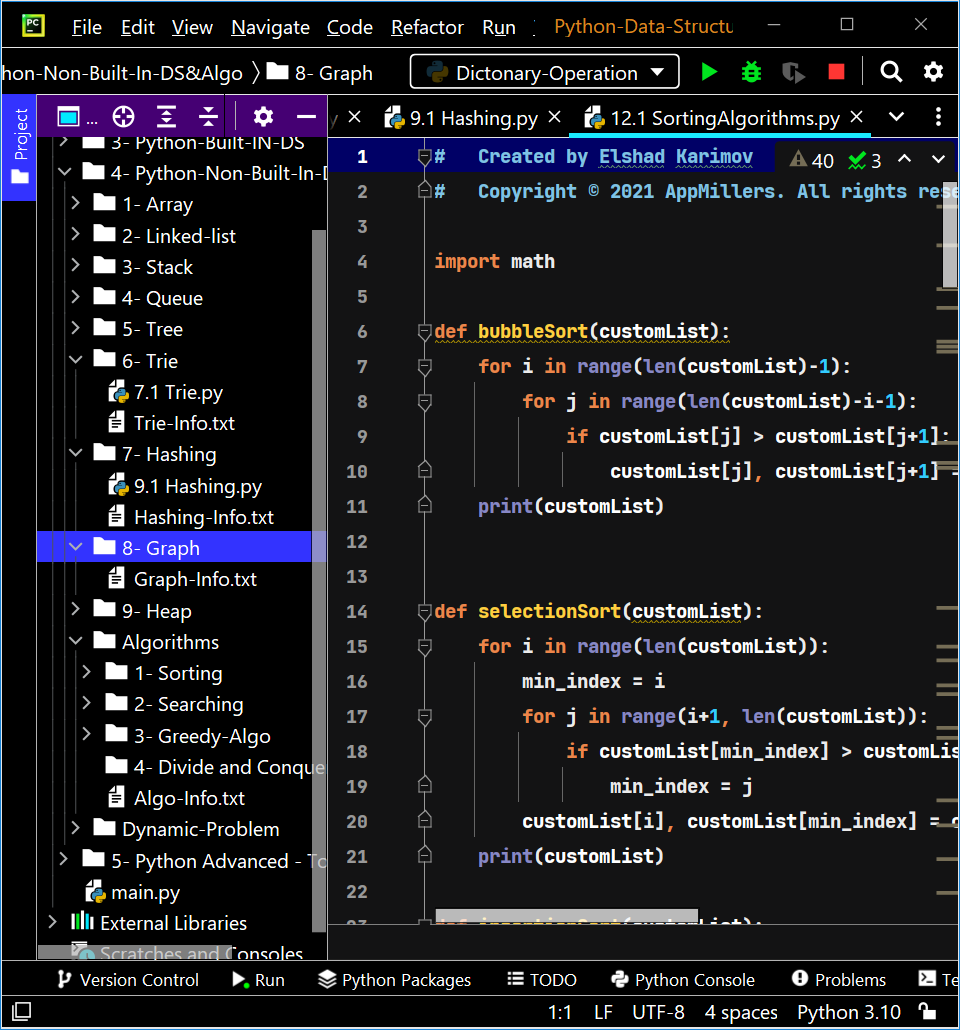 PC File Edit View Navigate Code Refactor Run Python-Data-Structu
hon-Non-Built-In-DS&Algo 8- Graph Dictonary-Operation
Project
...
y 9.1 Hashing.py 12.1 SortingAlgorithms.py
3- Python-Built-IN-DS
4- Python-Non-Built-In-D
1- Array
2- Linked-list
3- Stack
4- Queue
5- Tree
6- Trie
7.1 Trie.py
Trie-Info.txt
7- Hashing
9.1 Hashing.py
Hashing-Info.txt
8- Graph
Graph-Info.txt
9- Heap
Algorithms
1- Sorting
2- Searching
3- Greedy-Algo
4- Divide and Conque
Algo-Info.txt
Dynamic-Problem
5- Python Advanced - To
main.py
External Libraries
Scratches and Consoles
40 3
1 # Created by Elshad Karimov
2 # Copyright © 2021 AppMillers. All rights rese
3
4 import math
5
6 def bubbleSort(customList):
7 for i in range(len(customList)-1):
8 for j in range(len(customList)-i-1):
9 if customList[j] > customList[j+1]:
10 customList[j], customList[j+1] =
11 print(customList)
12
13
14 def selectionSort(customList):
15 for i in range(len(customList)):
16 min_index = i
17 for j in range(i+1, len(customList)):
18 if customList[min_index] > customLis
19 min_index = j
20 customList[i], customList[min_index] = c
21 print(customList)
22
23 def insertionSort(customList):
Version Control Run Python Packages TODO Python Console Problems Te
1:1 LF UTF-8 4 spaces Python 3.10